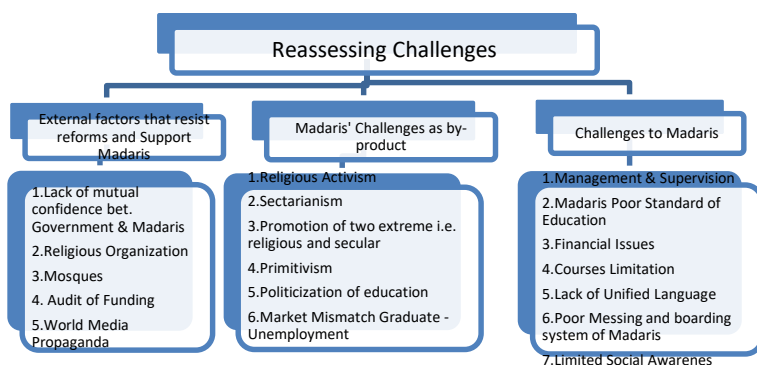 Reassessing Challenges
External factors that resist
reforms and Support
Madaris
1.Lack of mutual
confidence bet.
Government & Madaris
2.Religious Organization
3.Mosques
4. Audit of Funding
5.World Media
Propaganda
Madaris' Challenges as by-
product
1.Religious Activism
2.Sectarianism
3.Promotion of two extreme i.e.
religious and secular
4.Primitivism
5.Politicization of education
6.Market Mismatch Graduate -
Unemployment
Challenges to Madaris
1.Management & Supervision
2.Madaris Poor Standard of
Education
3.Financial Issues
4.Courses Limitation
5.Lack of Unified Language
6.Poor Messing and boarding
system of Madaris
7.Limited Social Awarenes